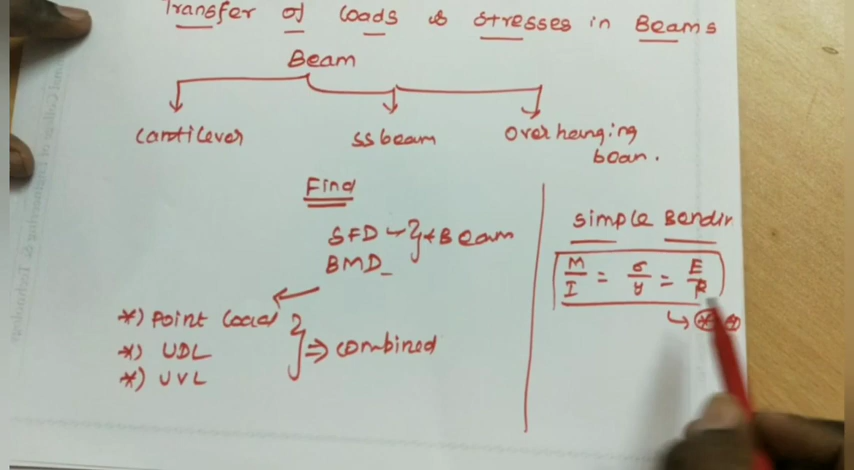 Transfer of loads & stresses in Beams
Beam
Cantilever
SS beam
Over hanging
bean.
Find
SFD
BMD
Beam
*) Point load
*) UDL
*) UVL
⇒ Combined
Simple Bendin
M/I = σ/y = E/R